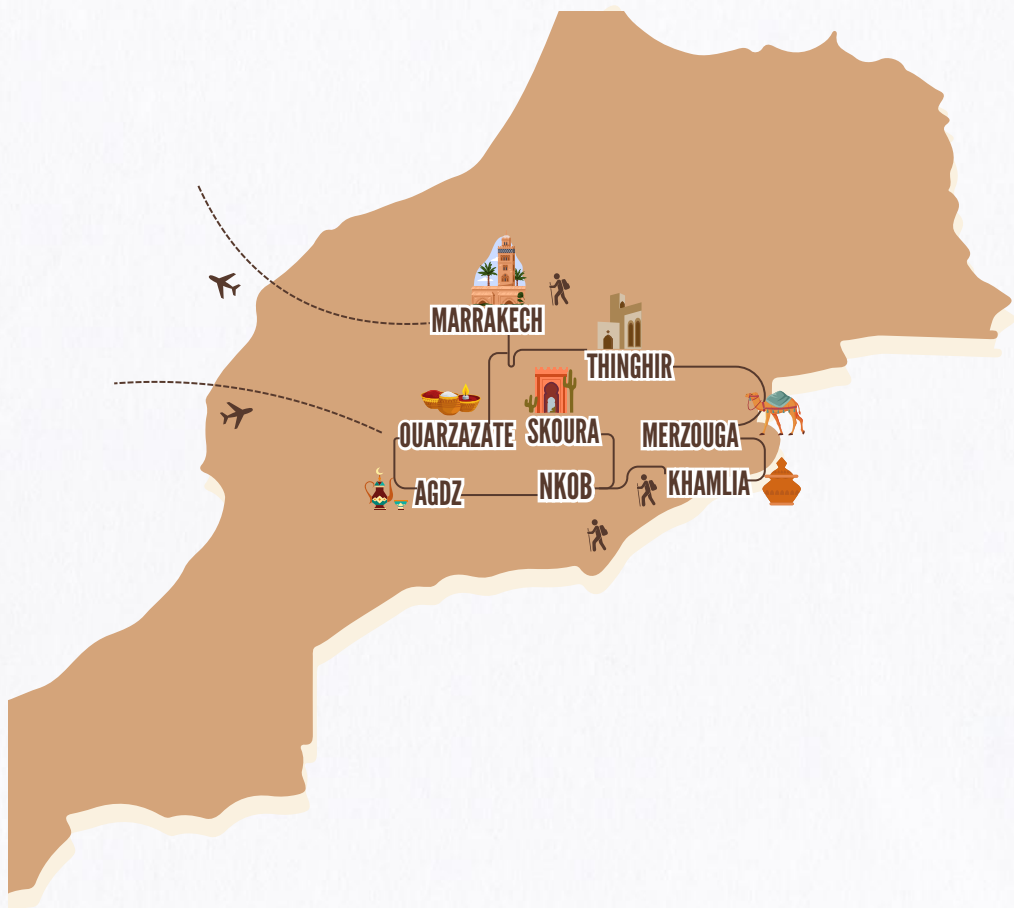 MARRAKECH
THINGHIR
OUARZAZATE
SKOURA
MERZOUGA
AGDZ
NKOB
KHAMLIA